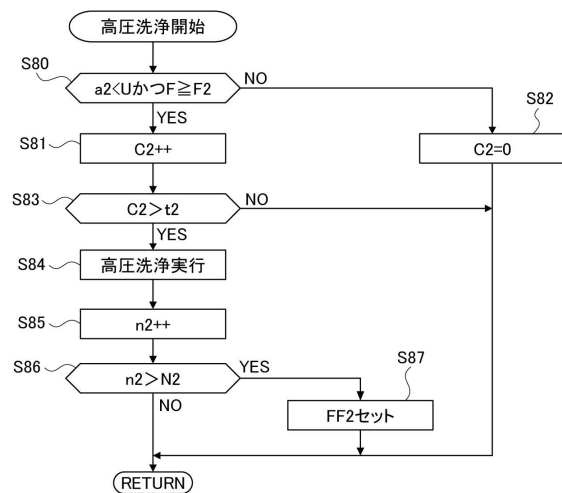 高圧洗浄開始
S80
a2<UかつF≧F2
NO
YES
S82
S81
C2++
C2=0
S83
C2>t2
NO
YES
S84
高圧洗浄実行
S85
n2++
S86
n2>N2
YES
S87
NO
FF2セット
RETURN